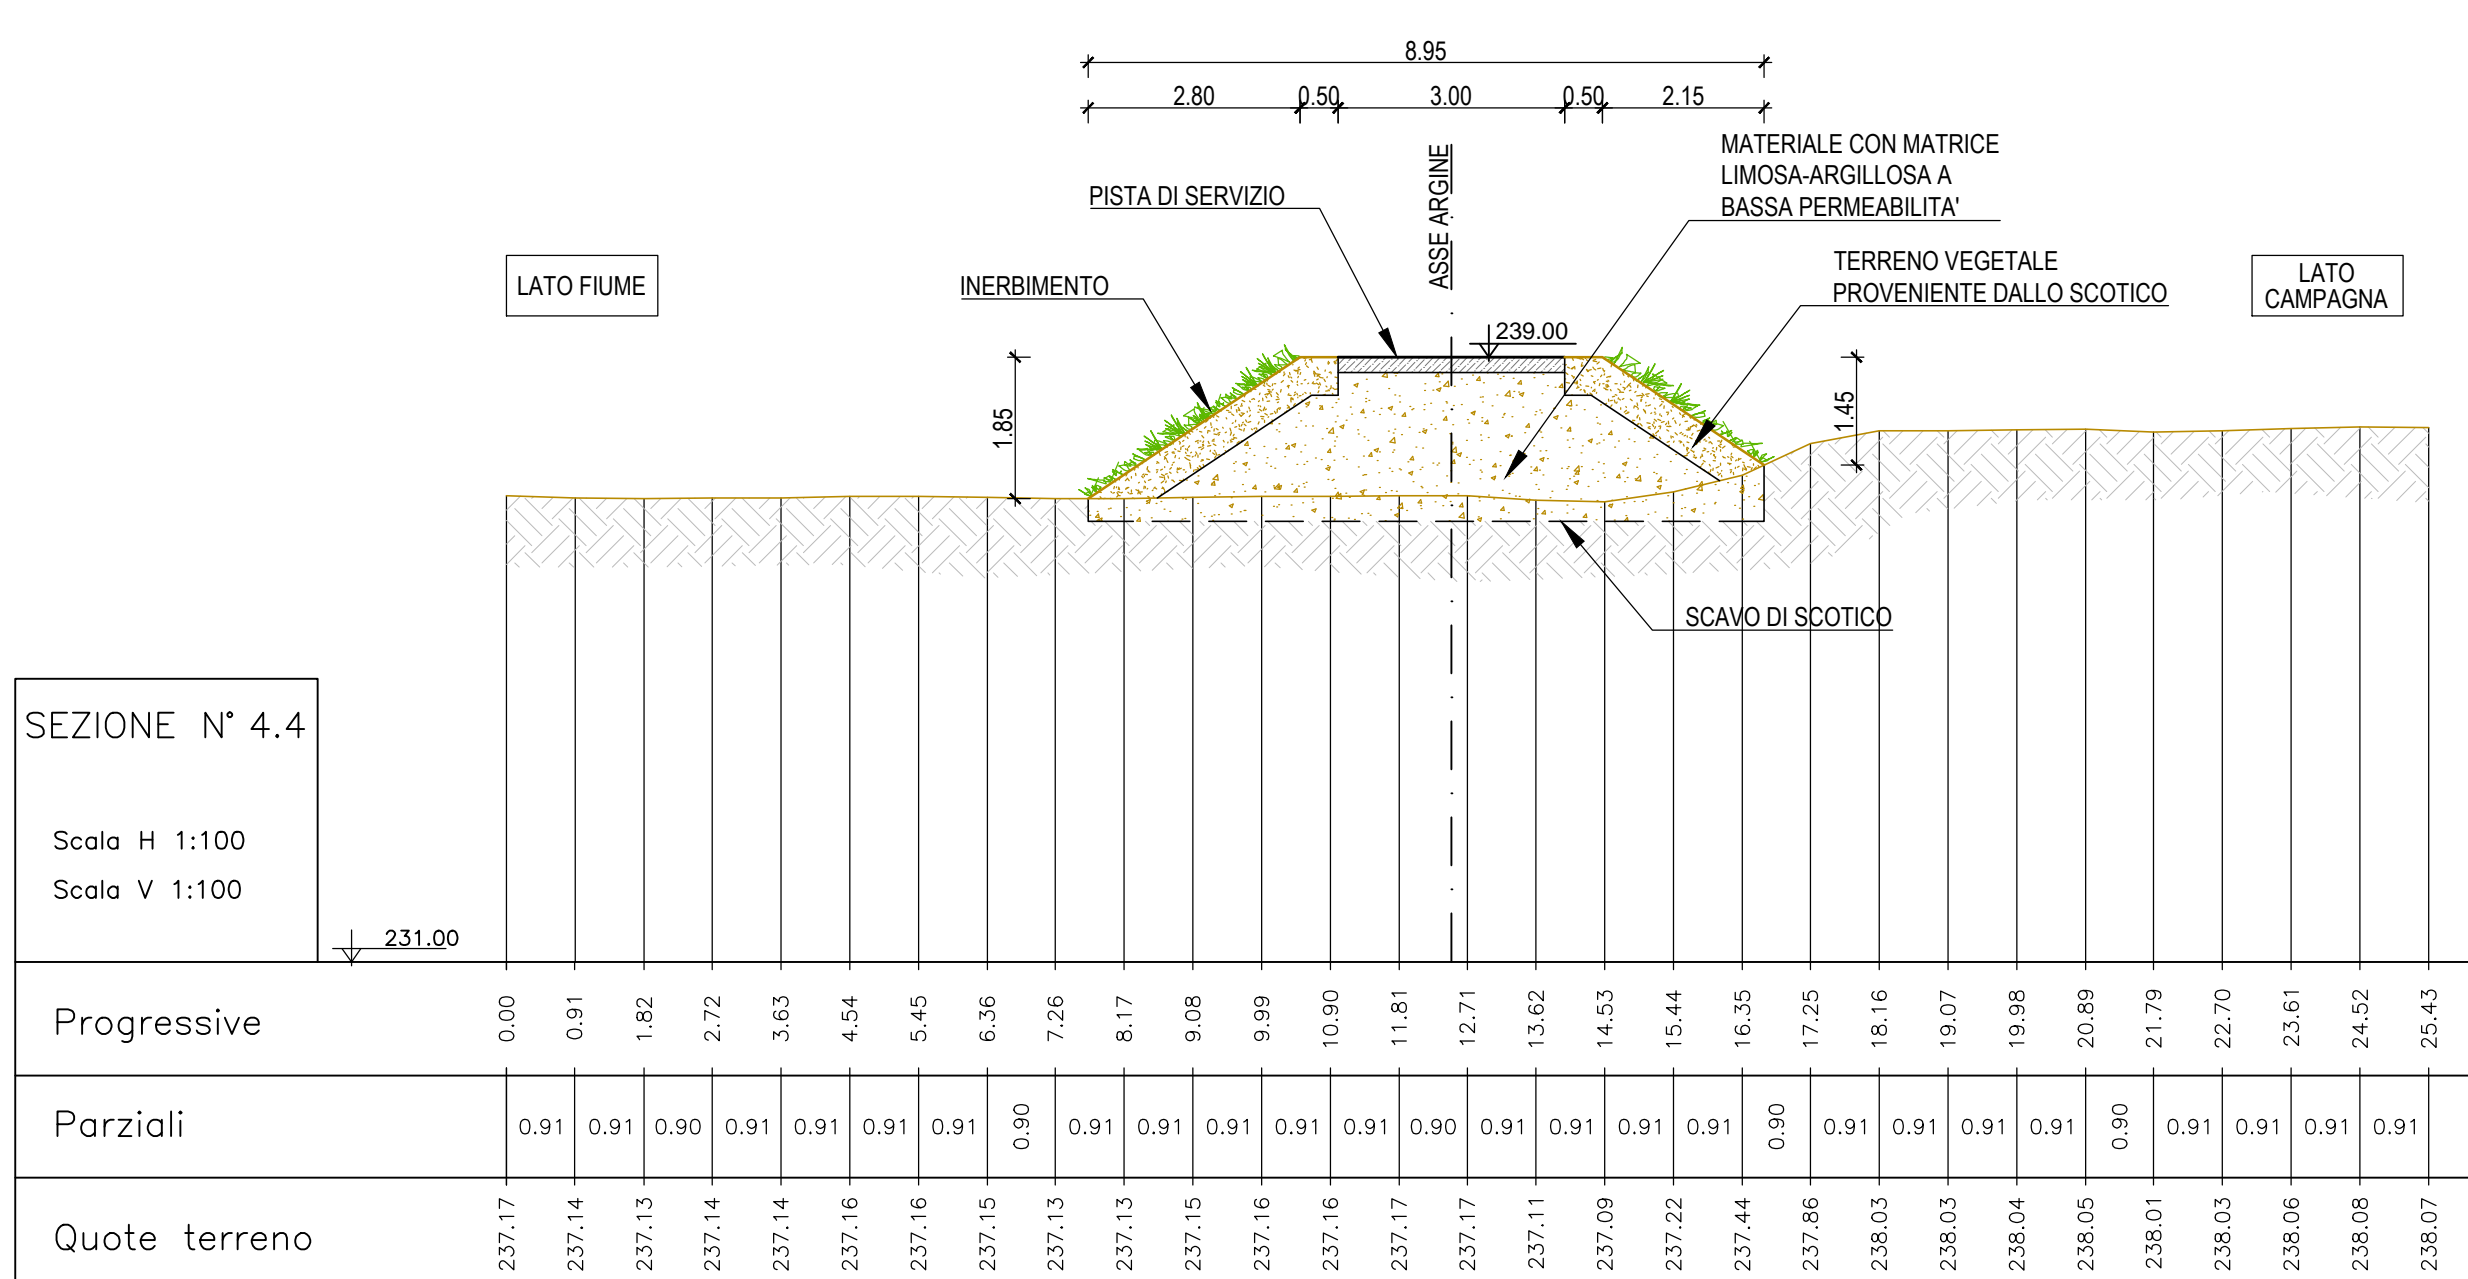 8.95
2.80 0.50 3.00 0.50 2.15
MATERIALE CON MATRICE
LIMOSA-ARGILLOSA A
BASSA PERMEABILITA'
PISTA DI SERVIZIO
ASSE ARGINE
TERRENO VEGETALE
PROVENIENTE DALLO SCOTICO
LATO FIUME
INERBIMENTO
LATO
CAMPAGNA
239.00
1.85
1.45
SCAVO DI SCOTICO
SEZIONE N° 4.4
Scala H 1:100
Scala V 1:100
231.00
Progressive 0.00 0.91 1.82 2.72 3.63 4.54 5.45 6.36 7.26 8.17 9.08 9.99 10.90 11.81 12.71 13.62 14.53 15.44 16.35 17.25 18.16 19.07 19.98 20.89 21.79 22.70 23.61 24.52 25.43
Parziali 0.91 0.91 0.90 0.91 0.91 0.91 0.91 0.90 0.91 0.91 0.91 0.91 0.91 0.90 0.91 0.91 0.91 0.91 0.90 0.91 0.91 0.91 0.91 0.90 0.91 0.91 0.91 0.91
Quote terreno 237.17 237.14 237.13 237.14 237.14 237.16 237.16 237.15 237.13 237.13 237.15 237.16 237.16 237.17 237.17 237.11 237.09 237.22 237.44 237.86 238.03 238.03 238.04 238.05 238.01 238.03 238.06 238.08 238.07